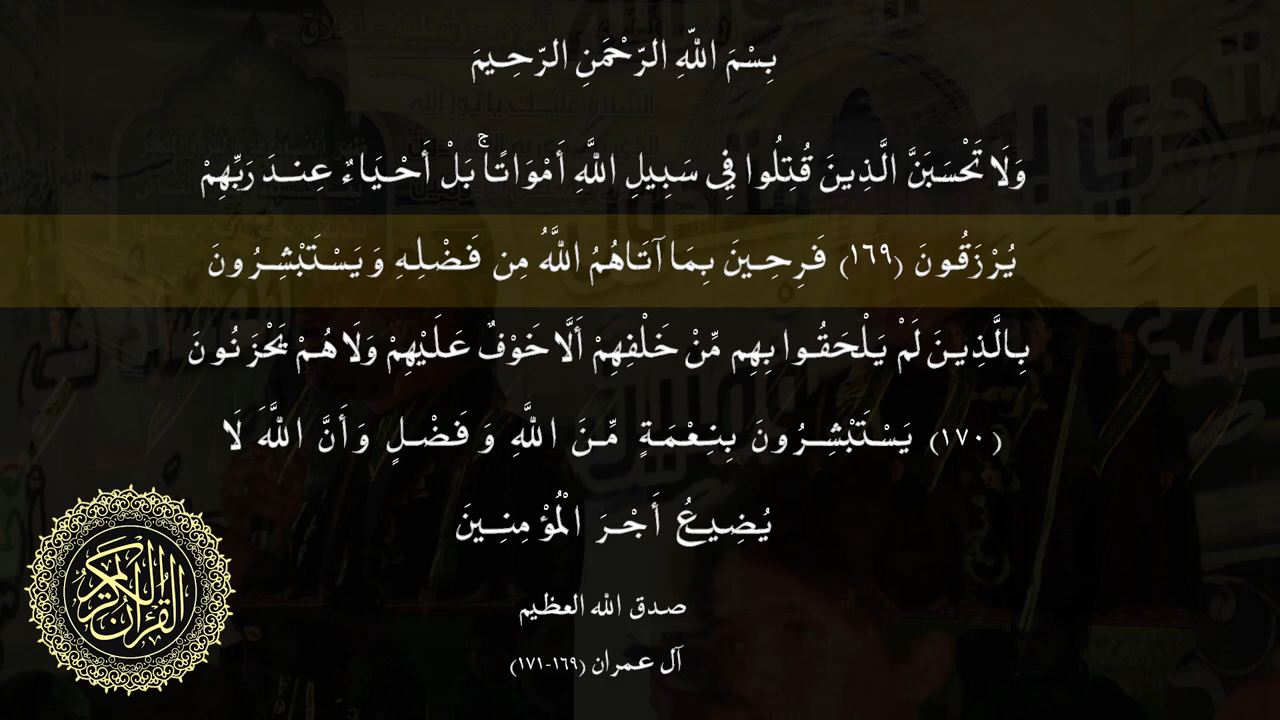 بِسْمَ اللّٰهِ الرّحْمَنِ الرّحِيمَ
وَلَا تَحْسَبَنَّ الَّذِينَ قُتِلُوا فِي سَبِيلِ اللَّهِ أَمْوَاتًا ۚ بَلْ أَحْيَاءٌ عِندَ رَبِّهِمْ
يُرْزَقُونَ (١٦٩) فَرِحِينَ بِمَا آتَاهُمُ اللَّهُ مِن فَضْلِهِ وَيَسْتَبْشِرُونَ
بِالَّذِينَ لَمْ يَلْحَقُوا بِهِم مِّنْ خَلْفِهِمْ أَلَّا خَوْفٌ عَلَيْهِمْ وَلَا هُمْ يَحْزَنُونَ
(١٧٠) يَسْتَبْشِرُونَ بِنِعْمَةٍ مِّنَ اللَّهِ وَفَضْلٍ وَأَنَّ اللَّهَ لَا
يُضِيعُ أَجْرَ الْمُؤْمِنِينَ
صدق الله العظيم
آل عمران (١٦٩-١٧١)
القرآن الكريم